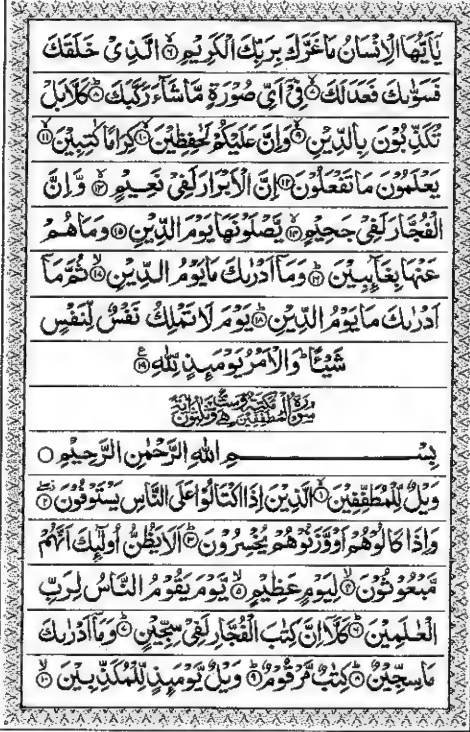 يٰۤاَيُّهَا الْاِنْسَانُ مَا غَرَّكَ بِرَبِّكَ الْكَرِيْمِ ۙ﴿۶﴾ الَّذِيْ خَلَقَكَ
فَسَوّٰىكَ فَعَدَلَكَ ۙ﴿۷﴾ فِيْۤ اَيِّ صُوْرَةٍ مَّا شَآءَ رَكَّبَكَ ؕ﴿۸﴾ كَلَّا بَلْ
تُكَذِّبُوْنَ بِالدِّيْنِ ۙ﴿۹﴾ وَاِنَّ عَلَيْكُمْ لَحٰفِظِيْنَ ۙ﴿۱۰﴾ كِرَامًا كٰتِبِيْنَ ۙ﴿۱۱﴾
يَعْلَمُوْنَ مَا تَفْعَلُوْنَ ﴿۱۲﴾ اِنَّ الْاَبْرَارَ لَفِيْ نَعِيْمٍ ۚ﴿۱۳﴾ وَّاِنَّ
الْفُجَّارَ لَفِيْ جَحِيْمٍ ۚۖ﴿۱۴﴾ يَّصْلَوْنَهَا يَوْمَ الدِّيْنِ ﴿۱۵﴾ وَمَا هُمْ
عَنْهَا بِغَآىِٕبِيْنَ ؕ﴿۱۶﴾ وَمَاۤ اَدْرٰىكَ مَا يَوْمُ الدِّيْنِ ۙ﴿۱۷﴾ ثُمَّ مَاۤ
اَدْرٰىكَ مَا يَوْمُ الدِّيْنِ ؕ﴿۱۸﴾ يَوْمَ لَا تَمْلِكُ نَفْسٌ لِّنَفْسٍ
شَيْـًٔا ؕ وَالْاَمْرُ يَوْمَىِٕذٍ لِّلّٰهِ ﴿۱۹﴾ ع
سُوْرَةُ الْمُطَفِّفِيْنَ مَكِّيَّةٌ وَّهِيَ سِتٌّ وَّثَلٰثُوْنَ اٰيَةً
بِسْمِ اللهِ الرَّحْمٰنِ الرَّحِيْمِ ○
وَيْلٌ لِّلْمُطَفِّفِيْنَ ۙ﴿۱﴾ الَّذِيْنَ اِذَا اكْتَالُوْا عَلَى النَّاسِ يَسْتَوْفُوْنَ ﴿۲﴾
وَاِذَا كَالُوْهُمْ اَوْ وَّزَنُوْهُمْ يُخْسِرُوْنَ ؕ﴿۳﴾ اَلَا يَظُنُّ اُولٰٓىِٕكَ اَنَّهُمْ
مَّبْعُوْثُوْنَ ۙ﴿۴﴾ لِيَوْمٍ عَظِيْمٍ ۙ﴿۵﴾ يَّوْمَ يَقُوْمُ النَّاسُ لِرَبِّ
الْعٰلَمِيْنَ ؕ﴿۶﴾ كَلَّاۤ اِنَّ كِتٰبَ الْفُجَّارِ لَفِيْ سِجِّيْنٍ ؕ﴿۷﴾ وَمَاۤ اَدْرٰىكَ
مَا سِجِّيْنٌ ؕ﴿۸﴾ كِتٰبٌ مَّرْقُوْمٌ ؕ﴿۹﴾ وَيْلٌ يَّوْمَىِٕذٍ لِّلْمُكَذِّبِيْنَ ۙ﴿۱۰﴾